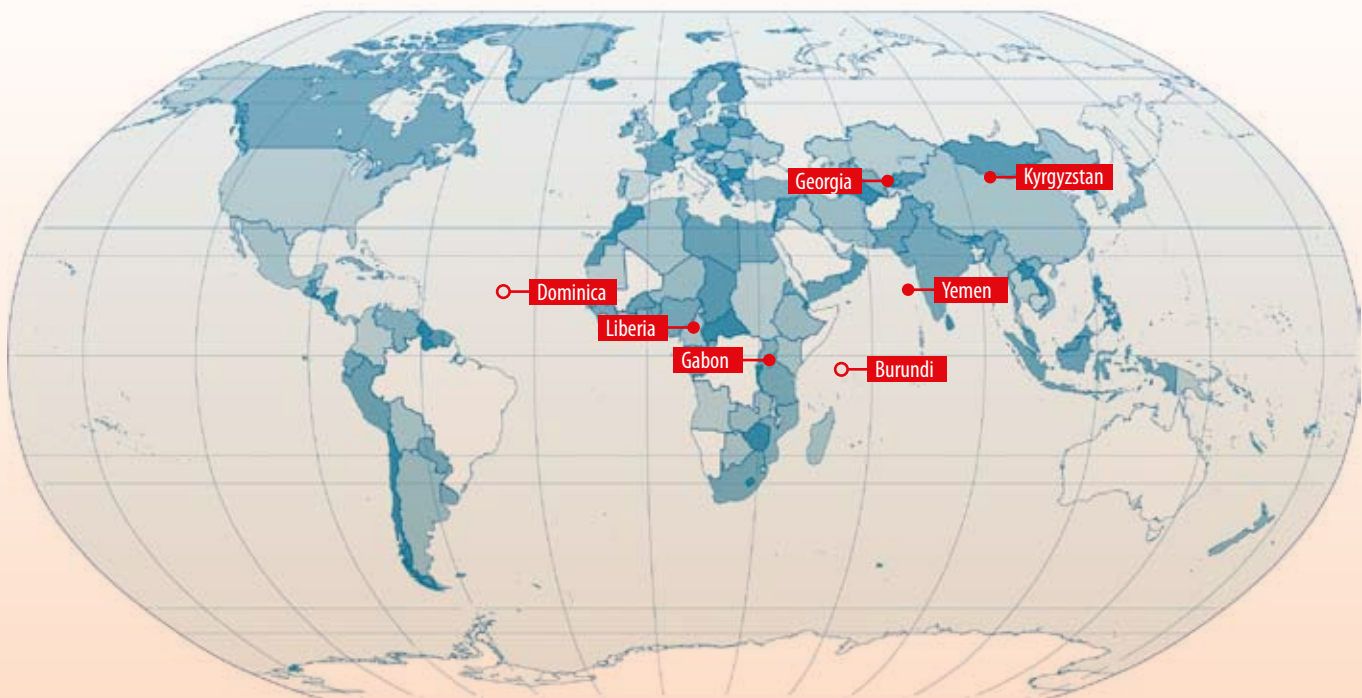 Georgia
Kyrgyzstan
Dominica
Yemen
Liberia
Gabon
Burundi